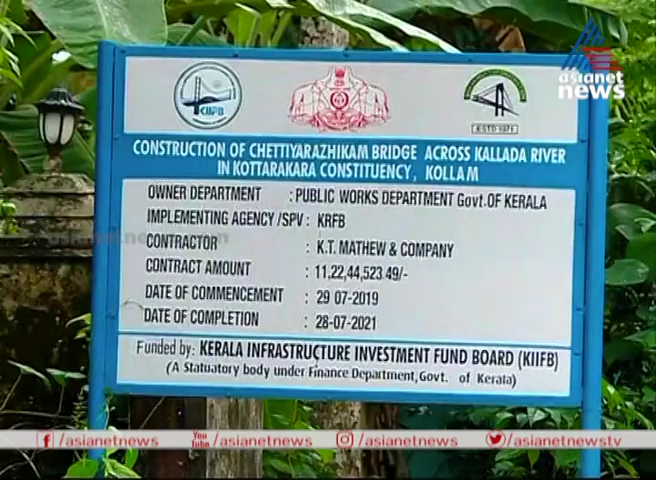 asianet
news
KIIFB
ESTD 1971
CONSTRUCTION OF CHETTIYARAZHIKAM BRIDGE ACROSS KALLADA RIVER
IN KOTTARAKARA CONSTITUENCY, KOLLAM
OWNER DEPARTMENT : PUBLIC WORKS DEPARTMENT Govt.OF KERALA
IMPLEMENTING AGENCY/SPV : KRFB
CONTRACTOR : K.T. MATHEW & COMPANY
CONTRACT AMOUNT : 11,22,44,523.49/-
DATE OF COMMENCEMENT : 29 07-2019
DATE OF COMPLETION : 28-07-2021
Funded by: KERALA INFRASTRUCTURE INVESTMENT FUND BOARD (KIIFB)
(A Statuatory body under Finance Department,Govt. of Kerala)
f/asianetnews You Tube/asianetnews /asianetnews /asianetnewstv